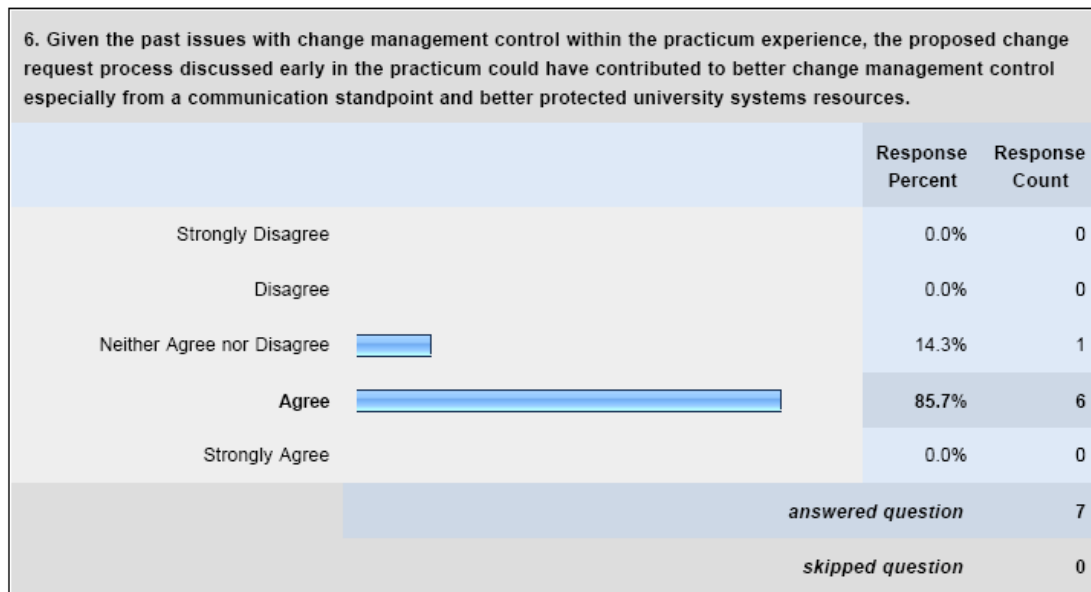 6. Given the past issues with change management control within the practicum experience, the proposed change
request process discussed early in the practicum could have contributed to better change management control
especially from a communication standpoint and better protected university systems resources.
Response Percent Response Count
Strongly Disagree 0.0% 0
Disagree 0.0% 0
Neither Agree nor Disagree 14.3% 1
Agree 85.7% 6
Strongly Agree 0.0% 0
answered question 7
skipped question 0